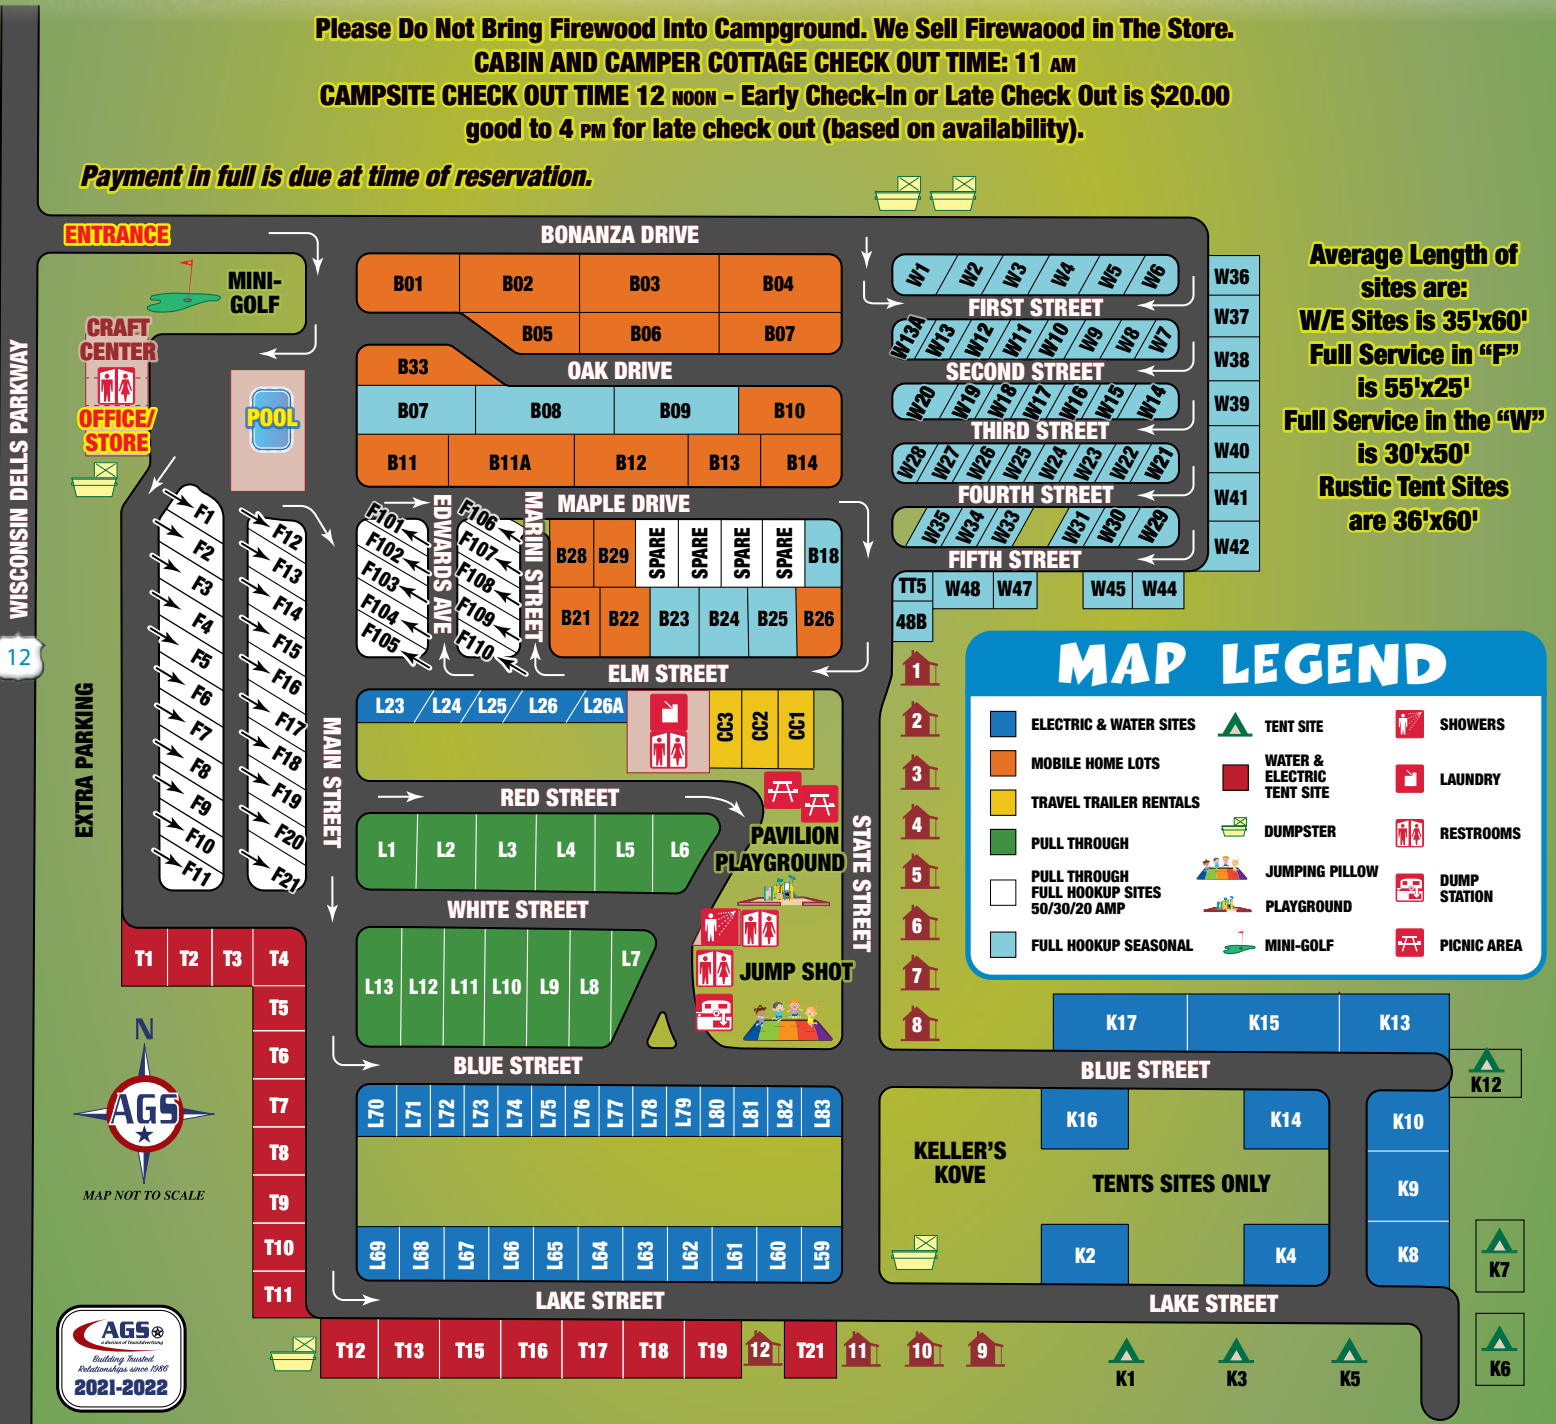 Please Do Not Bring Firewood Into Campground. We Sell Firewaood in The Store.
CABIN AND CAMPER COTTAGE CHECK OUT TIME: 11 AM
CAMPSITE CHECK OUT TIME 12 NOON - Early Check-In or Late Check Out is $20.00
good to 4 PM for late check out (based on availability).
Payment in full is due at time of reservation.
ENTRANCE
BONANZA DRIVE
MINI-
GOLF
CRAFT
CENTER
OFFICE/
STORE
POOL
WISCONSIN DELLS PARKWAY
12
EXTRA PARKING
B01 B02 B03 B04
B05 B06 B07
B33
OAK DRIVE
B07 B08 B09 B10
B11 B11A B12 B13 B14
MAPLE DRIVE
W1 W2 W3 W4 W5 W6
FIRST STREET
W13A W13 W12 W11 W10 W9 W8 W7
SECOND STREET
W20 W19 W18 W17 W16 W15 W14
THIRD STREET
W28 W27 W26 W25 W24 W23 W22 W21
FOURTH STREET
W35 W34 W33 W31 W30 W29
FIFTH STREET
W36
W37
W38
W39
W40
W41
W42
TT5 W48 W47 W45 W44
48B
Average Length of
sites are:
W/E Sites is 35'x60'
Full Service in “F”
is 55'x25'
Full Service in the “W”
is 30'x50'
Rustic Tent Sites
are 36'x60'
F1
F2
F3
F4
F5
F6
F7
F8
F9
F10
F11
F12
F13
F14
F15
F16
F17
F18
F19
F20
F21
F101
F102
F103
F104
F105
EDWARDS AVE
F106
F107
F108
F109
F110
MARINI STREET
B28 B29 SPARE SPARE SPARE SPARE B18
B21 B22 B23 B24 B25 B26
ELM STREET
L23 L24 L25 L26 L26A
CC3 CC2 CC1
MAIN STREET
RED STREET
L1 L2 L3 L4 L5 L6
WHITE STREET
L13 L12 L11 L10 L9 L8 L7
PAVILION
PLAYGROUND
JUMP SHOT
STATE STREET
1
2
3
4
5
6
7
8
MAP LEGEND
ELECTRIC & WATER SITES
MOBILE HOME LOTS
TRAVEL TRAILER RENTALS
PULL THROUGH
PULL THROUGH
FULL HOOKUP SITES
50/30/20 AMP
FULL HOOKUP SEASONAL
TENT SITE
WATER &
ELECTRIC
TENT SITE
DUMPSTER
JUMPING PILLOW
PLAYGROUND
MINI-GOLF
SHOWERS
LAUNDRY
RESTROOMS
DUMP
STATION
PICNIC AREA
T1 T2 T3 T4
T5
T6
T7
T8
T9
T10
T11
N
AGS
MAP NOT TO SCALE
BLUE STREET
L70 L71 L72 L73 L74 L75 L76 L77 L78 L79 L80 L81 L82 L83
L69 L68 L67 L66 L65 L64 L63 L62 L61 L60 L59
LAKE STREET
K17 K15 K13
BLUE STREET
K12
K16 K14
KELLER'S
KOVE
TENTS SITES ONLY
K2 K4
K10
K9
K8
K7
K6
LAKE STREET
T12 T13 T15 T16 T17 T18 T19 12 T21 11 10 9
K1 K3 K5
AGS
a division of TexasAdvertising
Building Trusted
Relationships since 1986
2021-2022